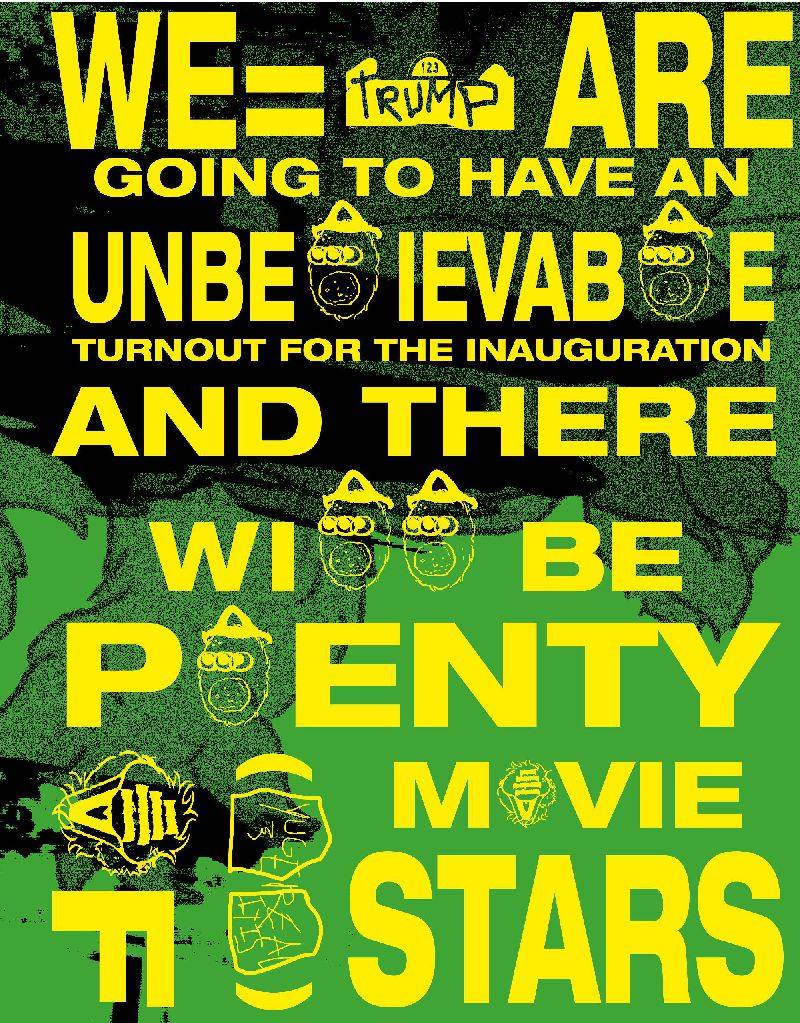 WE= 123 TRUMP ARE
GOING TO HAVE AN
UNBE IEVAB E
TURNOUT FOR THE INAUGURATION
AND THERE
WI BE
P ENTY
M VIE
F
STARS